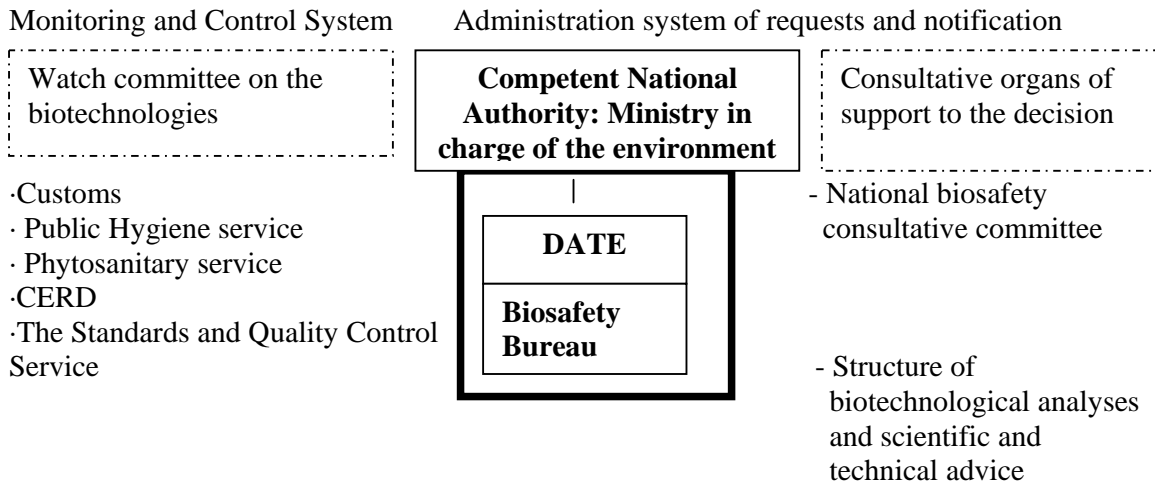 Monitoring and Control System
Administration system of requests and notification
Watch committee on the
biotechnologies
Competent National
Authority: Ministry in
charge of the environment
Consultative organs of
support to the decision
·Customs
· Public Hygiene service
· Phytosanitary service
·CERD
·The Standards and Quality Control
Service
DATE
Biosafety
Bureau
- National biosafety
consultative committee
- Structure of
biotechnological analyses
and scientific and
technical advice